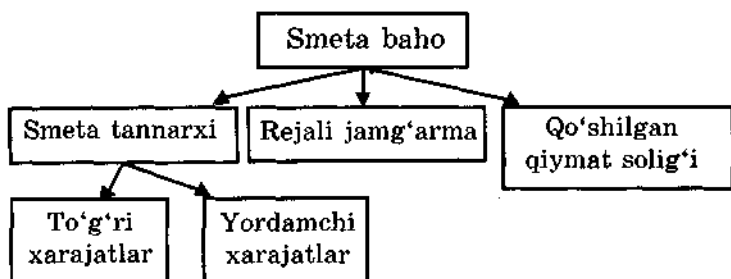 Smeta baho
Smeta tannarxi
Rejali jamg‘arma
Qo‘shilgan
qiymat solig‘i
To‘g‘ri
xarajatlar
Yordamchi
xarajatlar